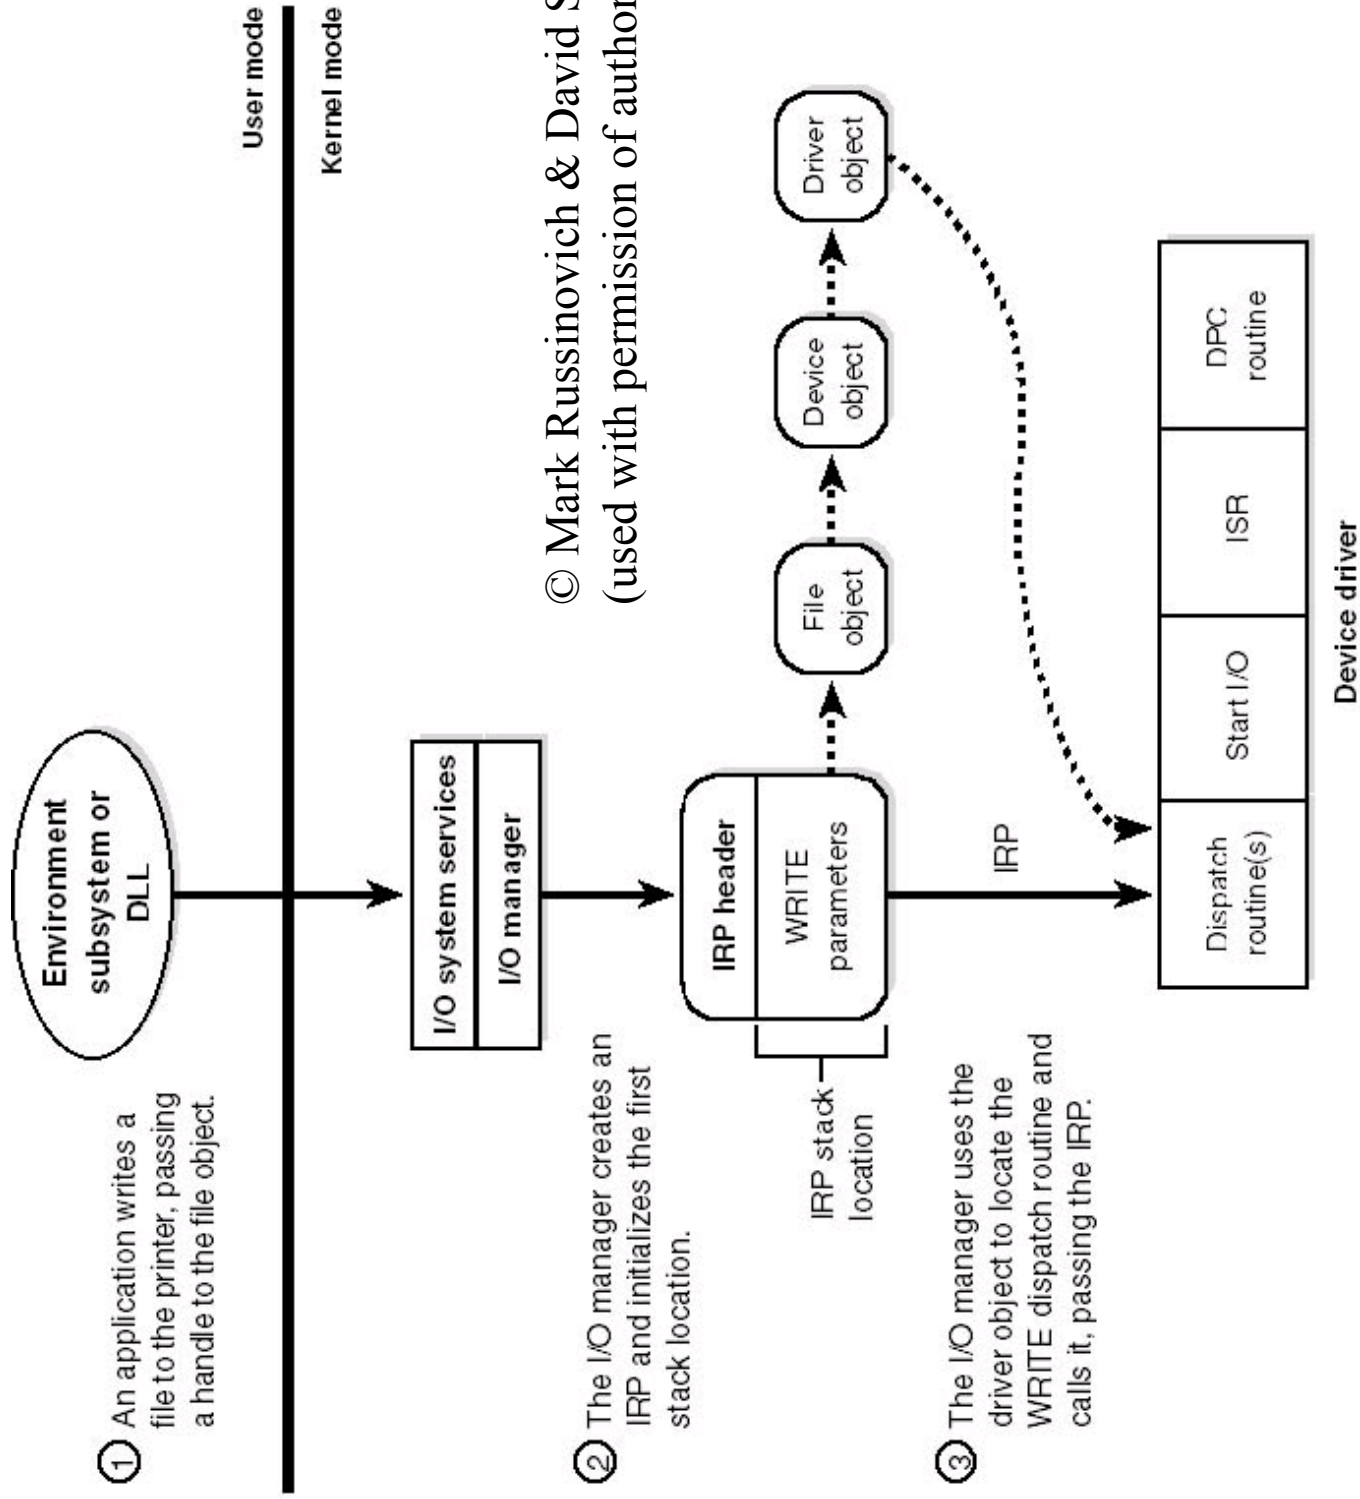 User mode
Kernel mode
Environment
subsystem or
DLL
1 An application writes a
file to the printer, passing
a handle to the file object.
I/O system services
I/O manager
© Mark Russinovich & David
(used with permission of
2 The I/O manager creates an
IRP and initializes the first
stack location.
IRP header
WRITE
parameters
IRP stack
location
File
object
Device
object
Driver
object
3 The I/O manager uses the
driver object to locate the
WRITE dispatch routine and
calls it, passing the IRP.
IRP
Dispatch
routine(s)
Start I/O
ISR
DPC
routine
Device driver